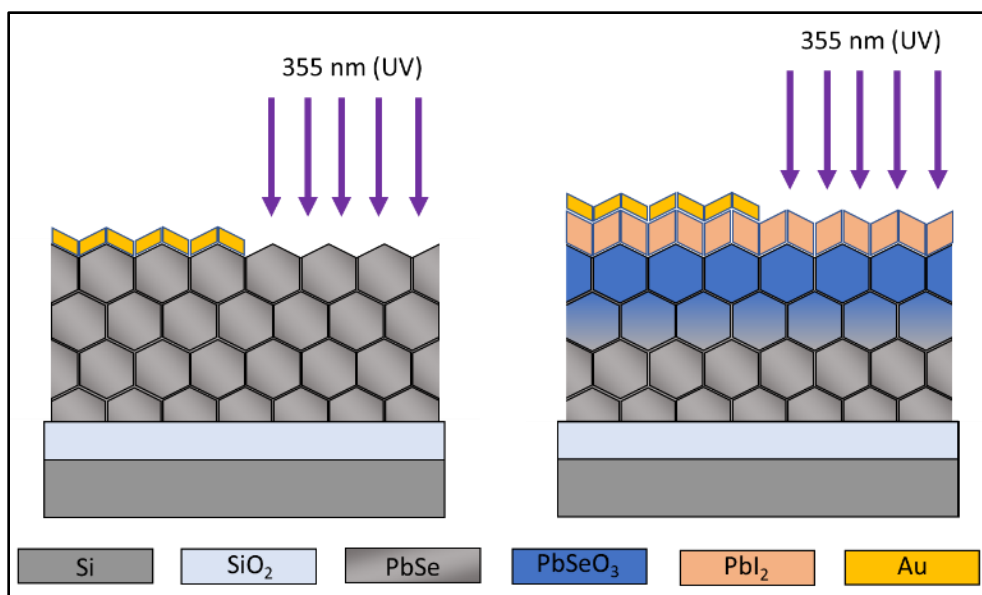 355 nm (UV)
355 nm (UV)
Si
SiO₂
PbSe
PbSeO₃
PbI₂
Au